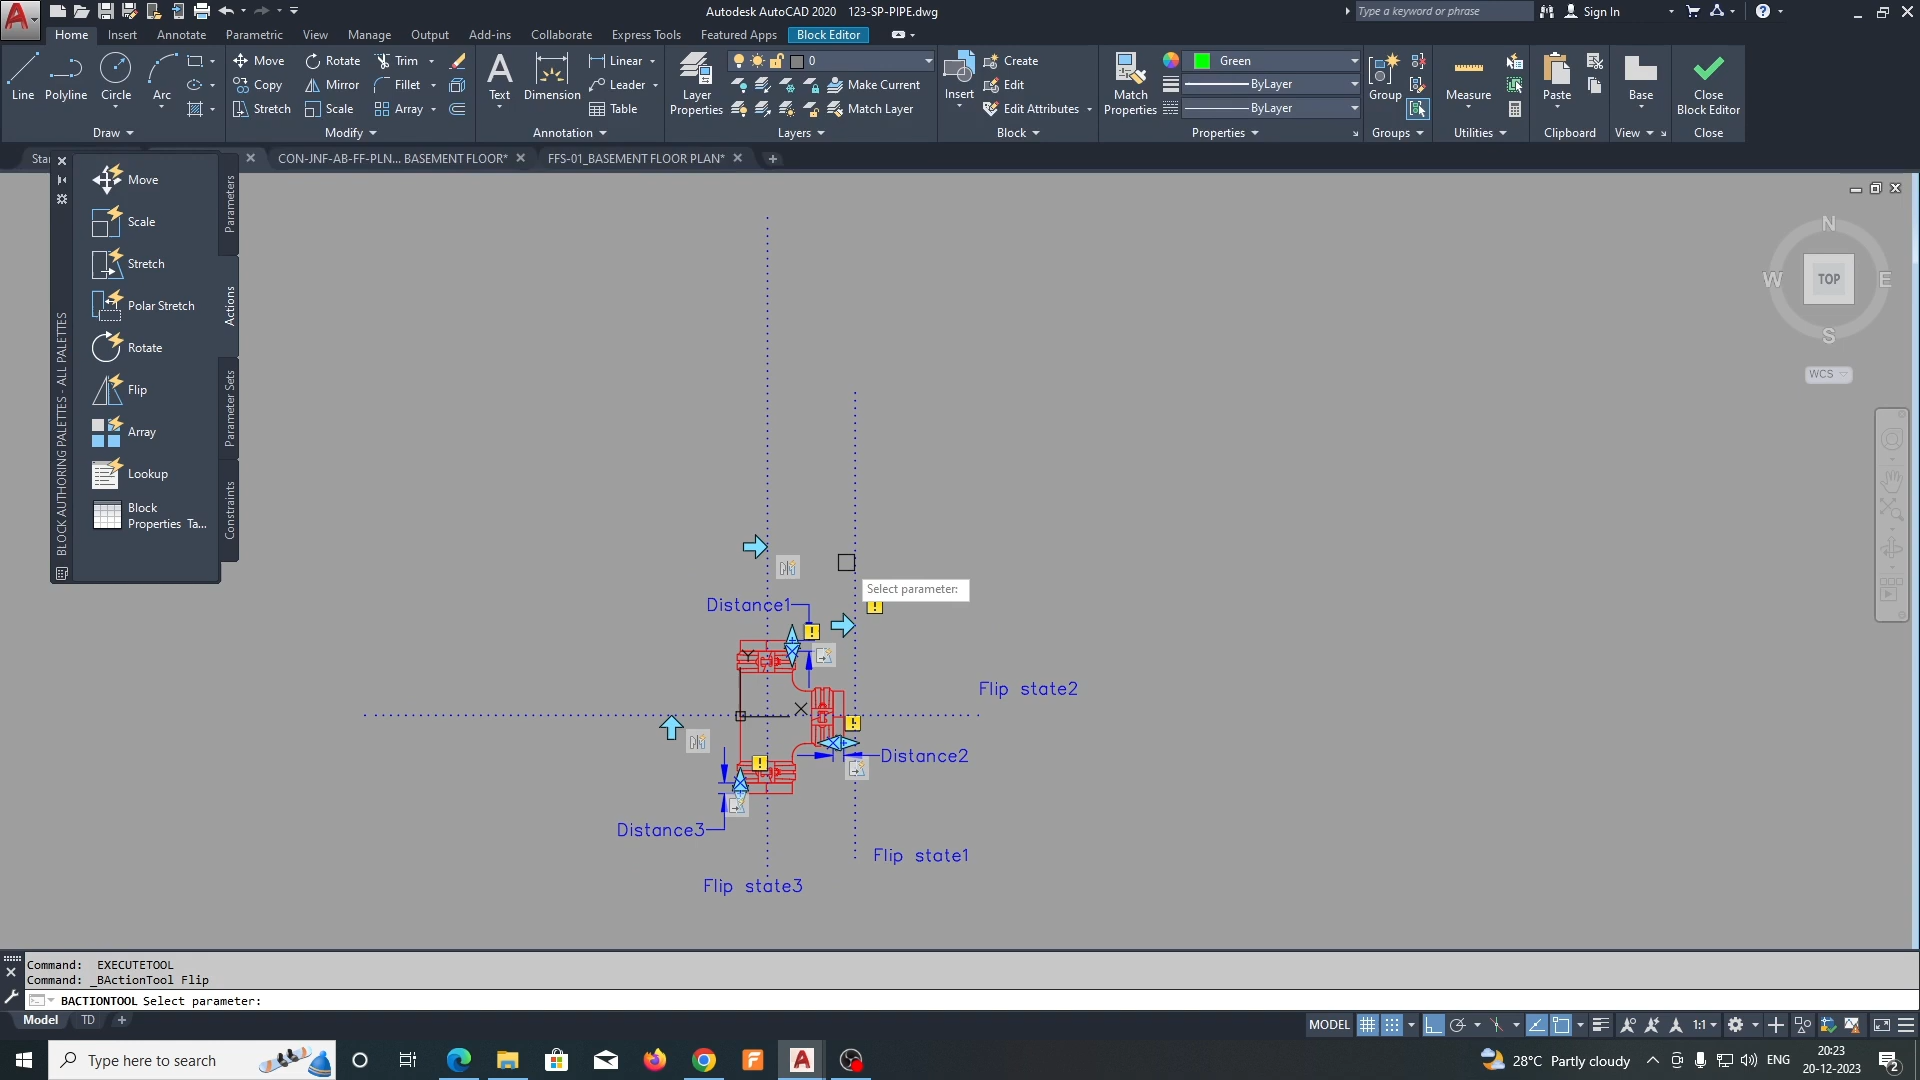 Autodesk AutoCAD 2020 123-SP-PIPE.dwg
Type a keyword or phrase
Sign In
Home Insert Annotate Parametric View Manage Output Add-ins Collaborate Express Tools Featured Apps Block Editor
Line Polyline Circle Arc
Draw
Move Rotate Trim
Copy Mirror Fillet
Stretch Scale Array
Modify
Text Dimension
Linear
Leader
Table
Annotation
Layer Properties
0
Make Current
Match Layer
Layers
Insert
Create
Edit
Edit Attributes
Block
Match Properties
Green
ByLayer
ByLayer
Properties
Group
Groups
Measure
Utilities
Paste
Clipboard
Base
View
Close Block Editor
Close
Star
CON-JNF-AB-FF-PLN... BASEMENT FLOOR*
FFS-01_BASEMENT FLOOR PLAN*
BLOCK AUTHORING PALETTES - ALL PALETTES
Move
Scale
Stretch
Polar Stretch
Rotate
Flip
Array
Lookup
Block
Properties Ta...
Parameters
Actions
Parameter Sets
Constraints
N
W TOP E
S
WCS
Select parameter:
Distance1
Y
X
Flip state2
Distance2
Distance3
Flip state1
Flip state3
Command: EXECUTETOOL
Command: _BActionTool Flip
BACTIONTOOL Select parameter:
Model TD
MODEL
1:1
Type here to search
28°C Partly cloudy
ENG
20:23
20-12-2023
2